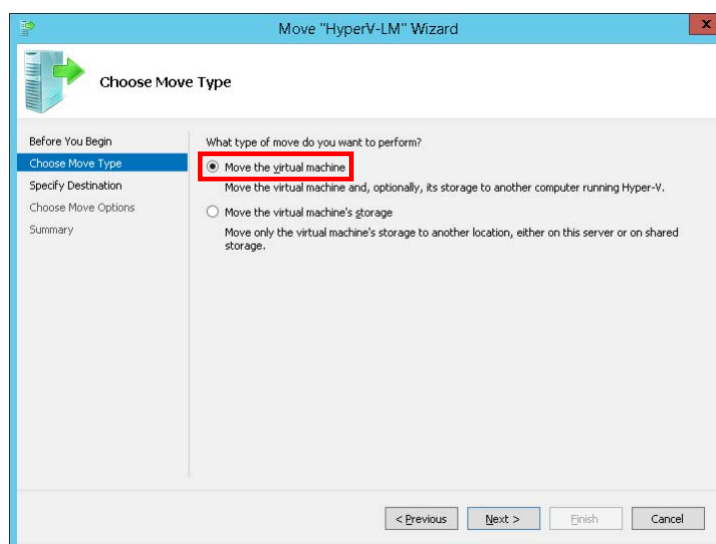 Move "HyperV-LM" Wizard
x
Choose Move Type
Before You Begin
Choose Move Type
Specify Destination
Choose Move Options
Summary
What type of move do you want to perform?
Move the virtual machine
Move the virtual machine and, optionally, its storage to another computer running Hyper-V.
Move the virtual machine's storage
Move only the virtual machine's storage to another location, either on this server or on shared
storage.
< Previous
Next >
Finish
Cancel